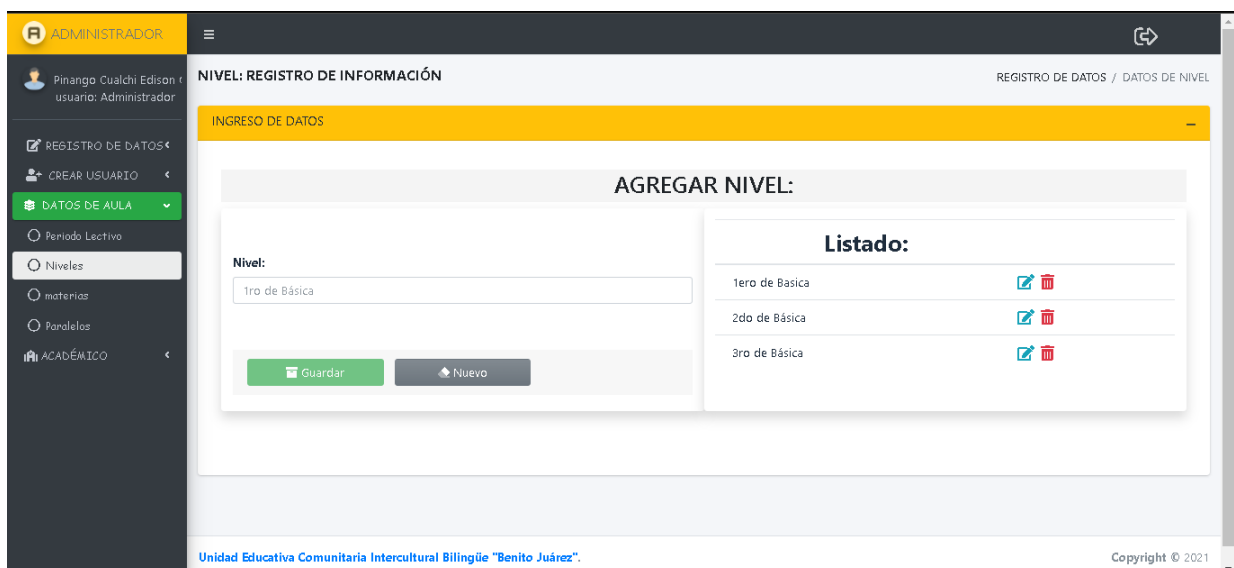 ADMINISTRADOR
Pinango Cualchi Edison
usuario: Administrador
REGISTRO DE DATOS
CREAR USUARIO
DATOS DE AULA
Periodo Lectivo
Niveles
materias
Paralelos
ACADÉMICO
NIVEL: REGISTRO DE INFORMACIÓN
REGISTRO DE DATOS / DATOS DE NIVEL
INGRESO DE DATOS
AGREGAR NIVEL:
Nivel:
1ro de Básica
Guardar
Nuevo
Listado:
1ero de Basica
2do de Básica
3ro de Básica
Unidad Educativa Comunitaria Intercultural Bilingüe "Benito Juárez".
Copyright © 2021